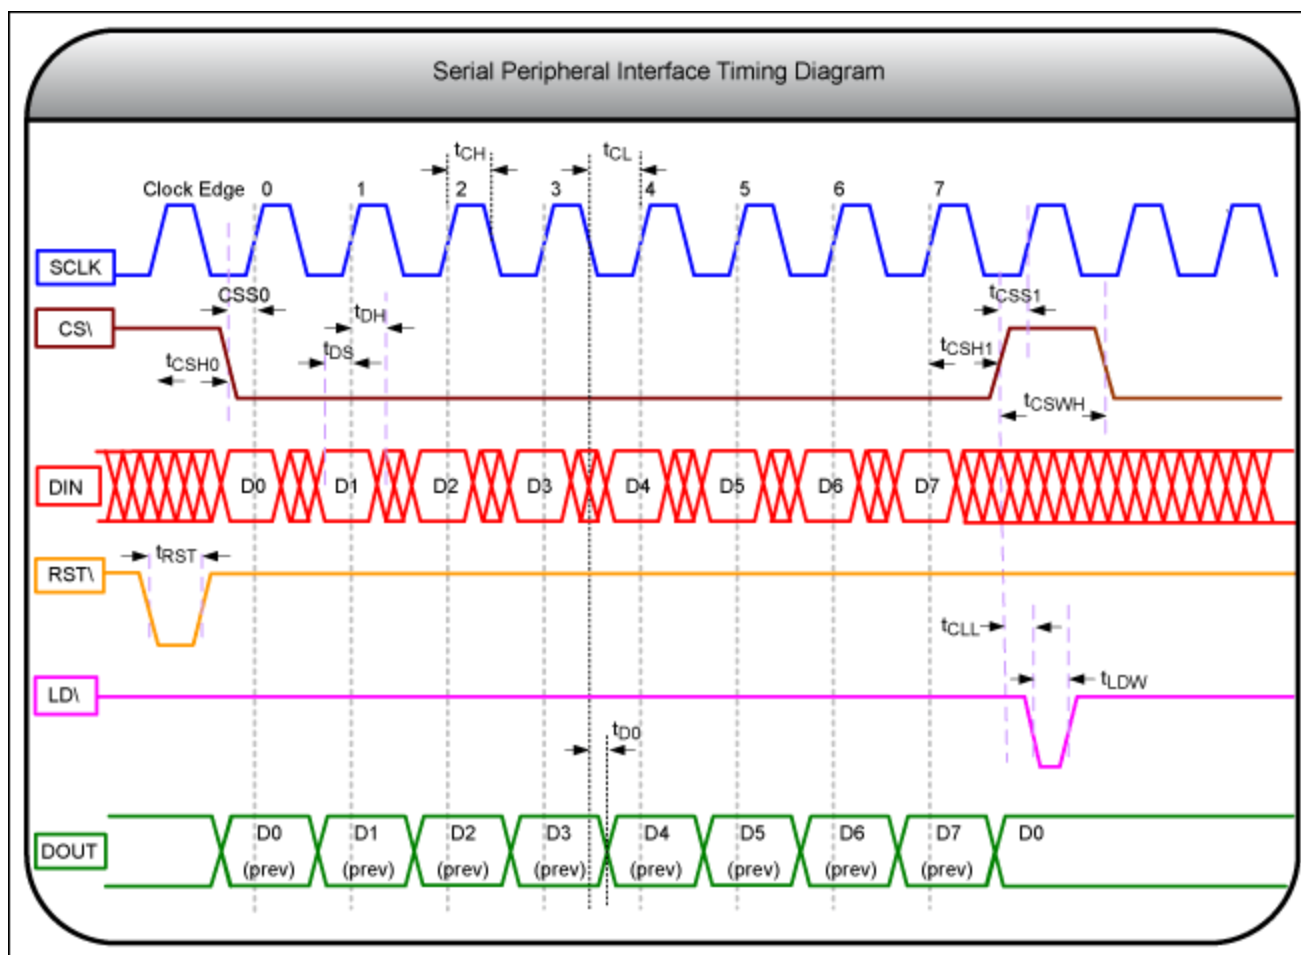 Serial Peripheral Interface Timing Diagram
tCH tCL
Clock Edge 0 1 2 3 4 5 6 7
SCLK
CSS0 tCSS1
tDH
CS\
tDS tCSH1
tCSH0
tCSWH
DIN D0 D1 D2 D3 D4 D5 D6 D7
tRST
RST\
tCLL
tLDW
LD\
tD0
D0 D1 D2 D3 D4 D5 D6 D7 D0
DOUT
(prev) (prev) (prev) (prev) (prev) (prev) (prev) (prev)